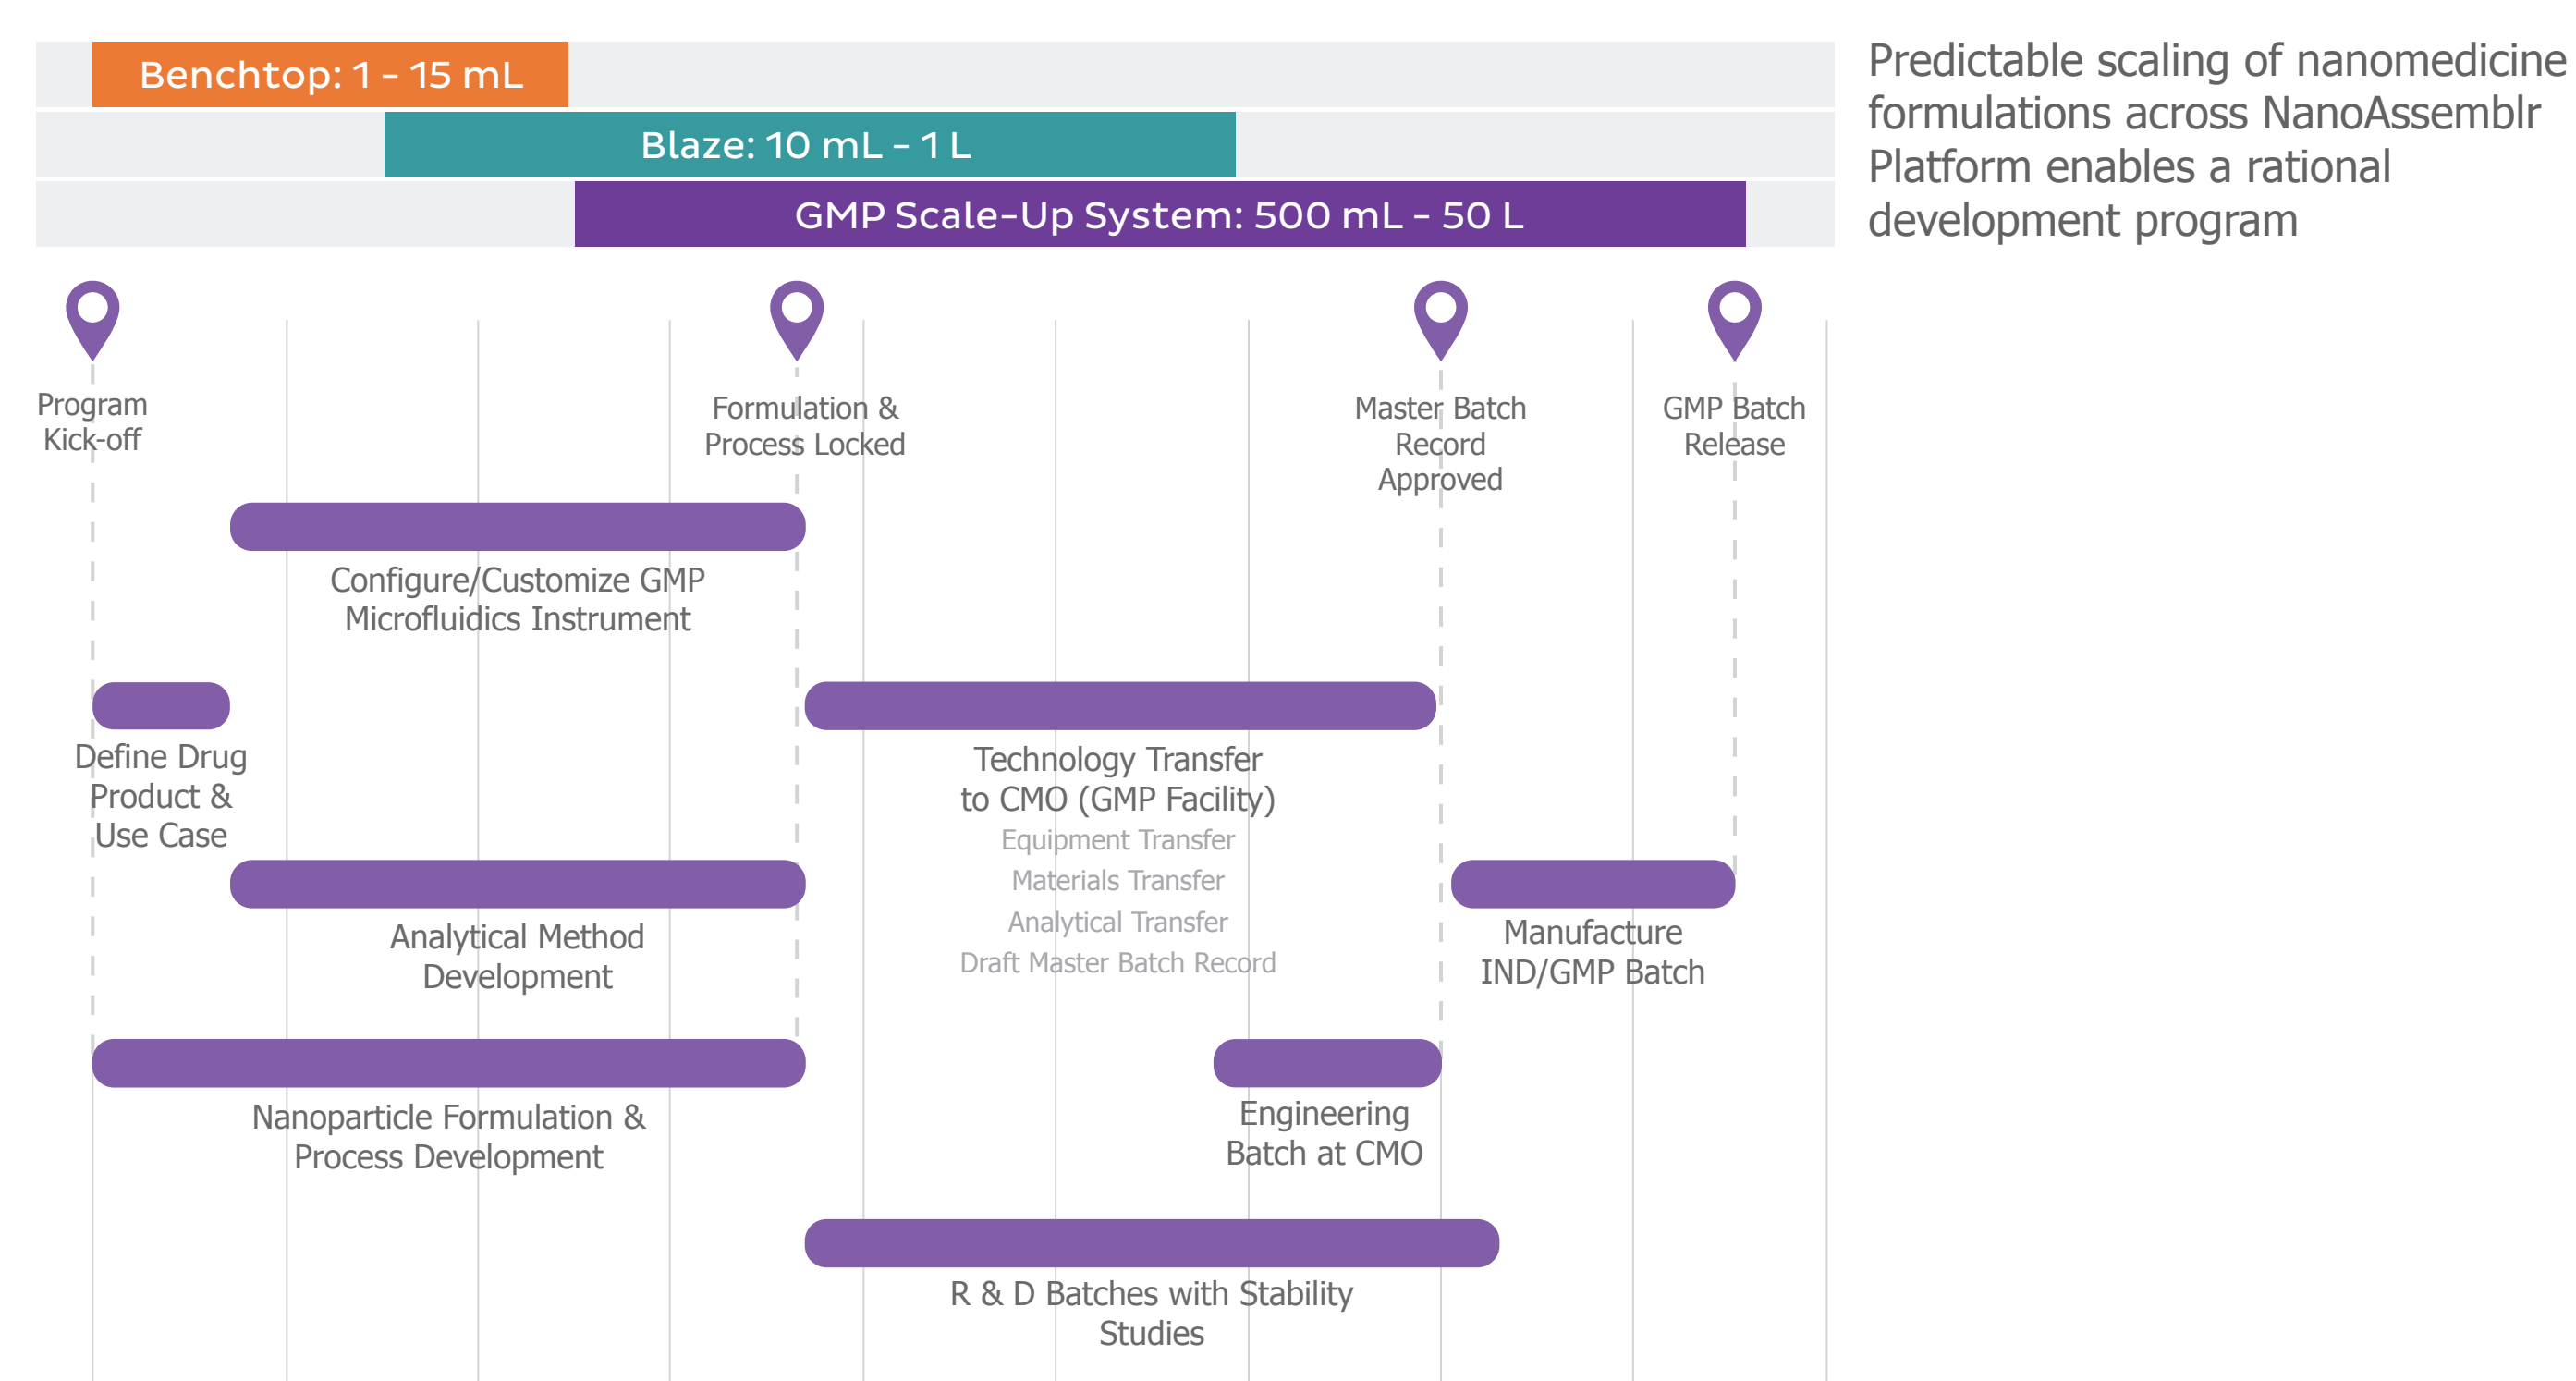 Benchtop: 1 – 15 mL
Blaze: 10 mL – 1 L
GMP Scale-Up System: 500 mL – 50 L
Predictable scaling of nanomedicine
formulations across NanoAssemblr
Platform enables a rational
development program
Program
Kick-off
Formulation &
Process Locked
Master Batch
Record
Approved
GMP Batch
Release
Configure/Customize GMP
Microfluidics Instrument
Define Drug
Product &
Use Case
Technology Transfer
to CMO (GMP Facility)
Equipment Transfer
Materials Transfer
Analytical Transfer
Draft Master Batch Record
Analytical Method
Development
Manufacture
IND/GMP Batch
Nanoparticle Formulation &
Process Development
Engineering
Batch at CMO
R & D Batches with Stability
Studies